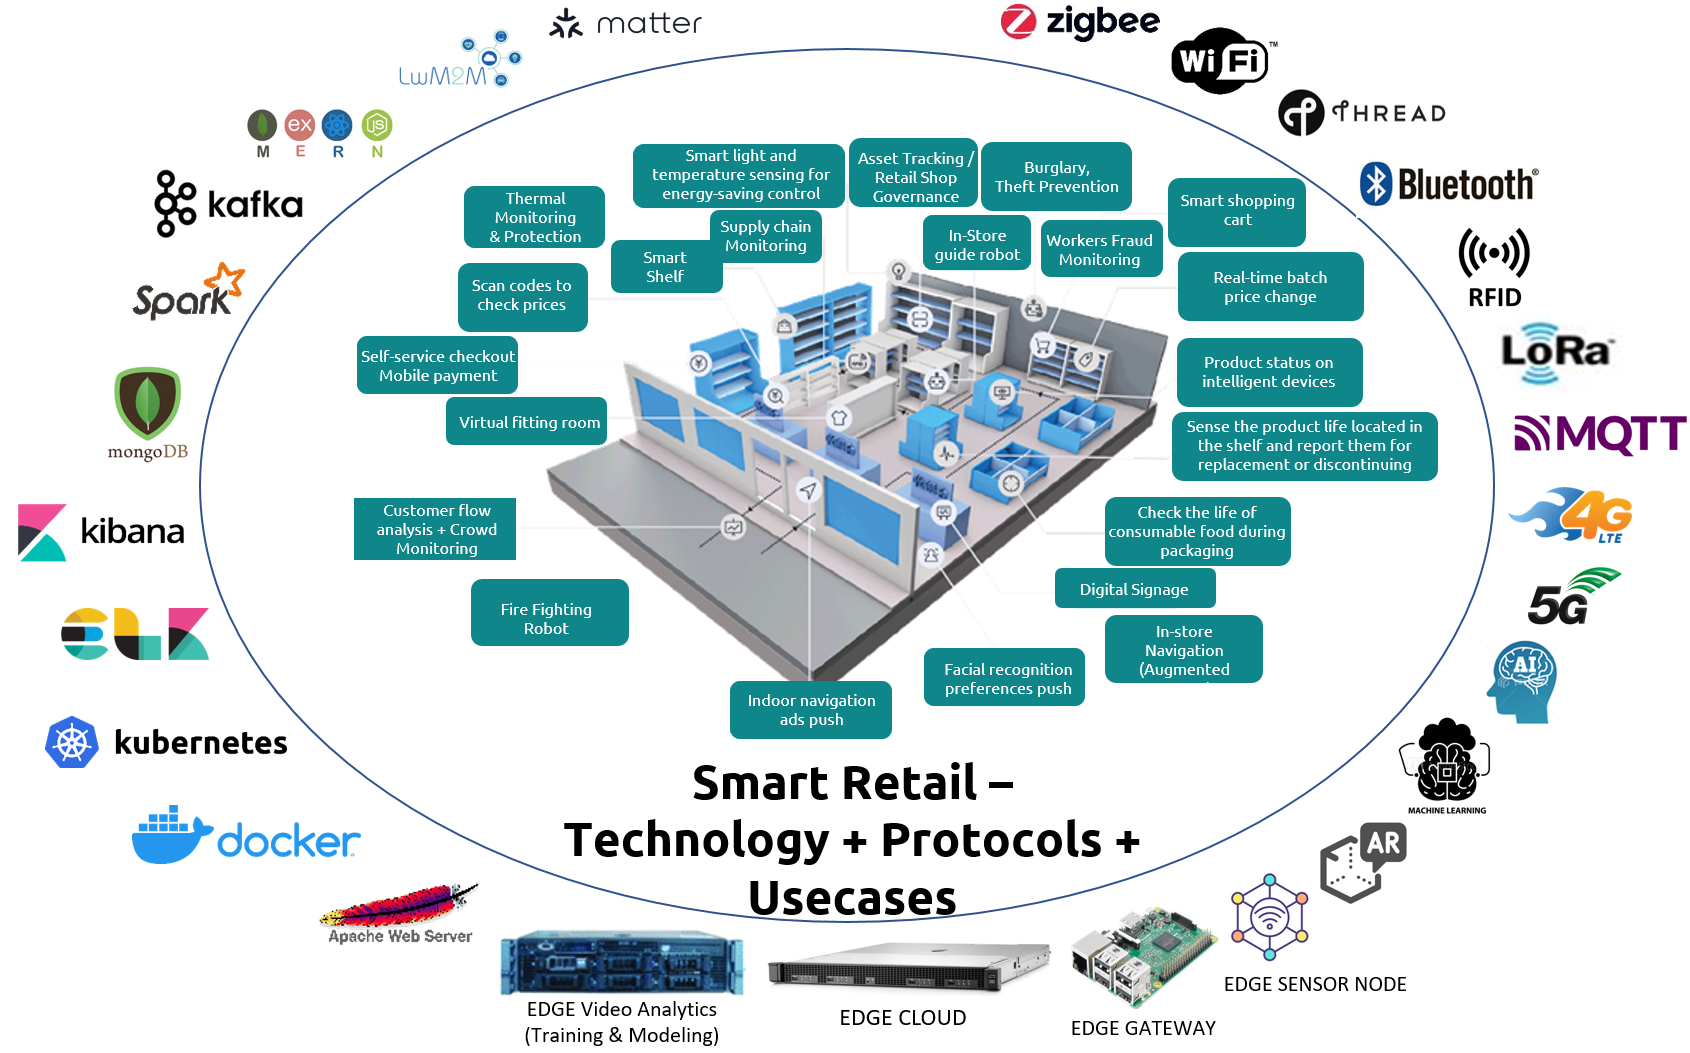 matter
zigbee
WiFi
TM
LwM2M
THREAD
ex
JS
M E R N
Bluetooth®
kafka
RFID
Spark
LoRa™
mongoDB
MQTT
kibana
4G
LTE
5G
AI
kubernetes
MACHINE LEARNING
docker
AR
Apache Web Server
Smart light and
temperature sensing for
energy-saving control
Asset Tracking /
Retail Shop
Governance
Burglary,
Theft Prevention
Thermal
Monitoring
& Protection
Supply chain
Monitoring
In-Store
guide robot
Workers Fraud
Monitoring
Smart shopping
cart
Smart
Shelf
Scan codes to
check prices
Real-time batch
price change
Self-service checkout
Mobile payment
Product status on
intelligent devices
Virtual fitting room
Sense the product life located in
the shelf and report them for
replacement or discontinuing
Customer flow
analysis + Crowd
Monitoring
Check the life of
consumable food during
packaging
Digital Signage
Fire Fighting
Robot
In-store
Navigation
(Augmented
Facial recognition
preferences push
Indoor navigation
ads push
Smart Retail –
Technology + Protocols +
Usecases
EDGE Video Analytics
(Training & Modeling)
EDGE CLOUD
EDGE GATEWAY
EDGE SENSOR NODE